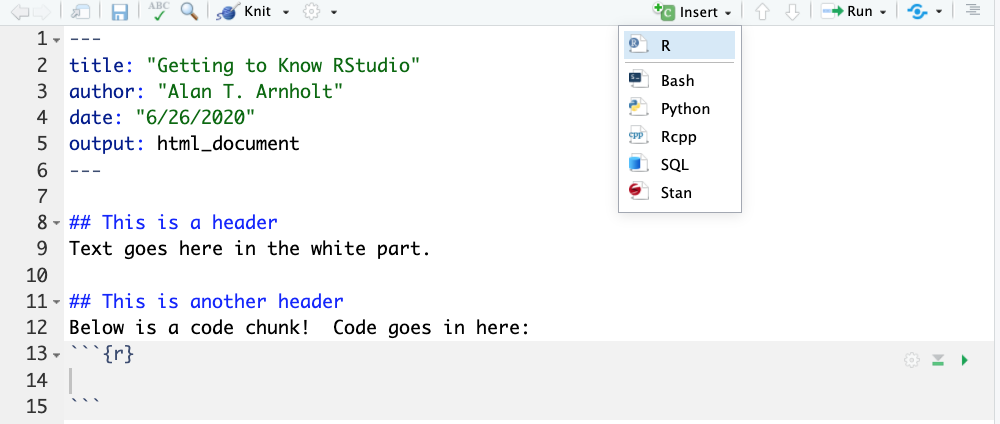 ABC Knit Insert Run
R
Bash
Python
cpp Rcpp
SQL
Stan
1 ---
2 title: "Getting to Know RStudio"
3 author: "Alan T. Arnholt"
4 date: "6/26/2020"
5 output: html_document
6 ---
7
8 ## This is a header
9 Text goes here in the white part.
10
11 ## This is another header
12 Below is a code chunk!  Code goes in here:
13 ```{r}
14
15 ```